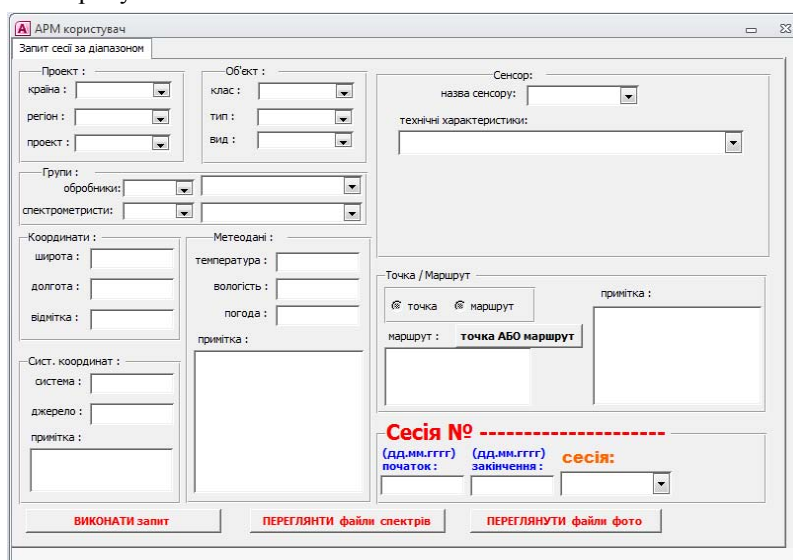 АРМ користувач
Запит сесії за діапазоном
Проект :
країна :
регіон :
проект :
Об'єкт :
клас :
тип :
вид :
Сенсор:
назва сенсору:
технічні характеристики:
Групи :
обробники:
спектрометристи:
Координати :
широта :
долгота :
відмітка :
Метеодані :
температура :
вологість :
погода :
примітка :
Точка / Маршрут
точка маршрут
примітка :
маршрут : точка АБО маршрут
Сист. координат :
система :
джерело :
примітка :
Сесія № --------------------
(дд.мм.гггг) (дд.мм.гггг) сесія:
початок : закінчення :
ВИКОНАТИ запит ПЕРЕГЛЯНТИ файли спектрів ПЕРЕГЛЯНУТИ файли фото